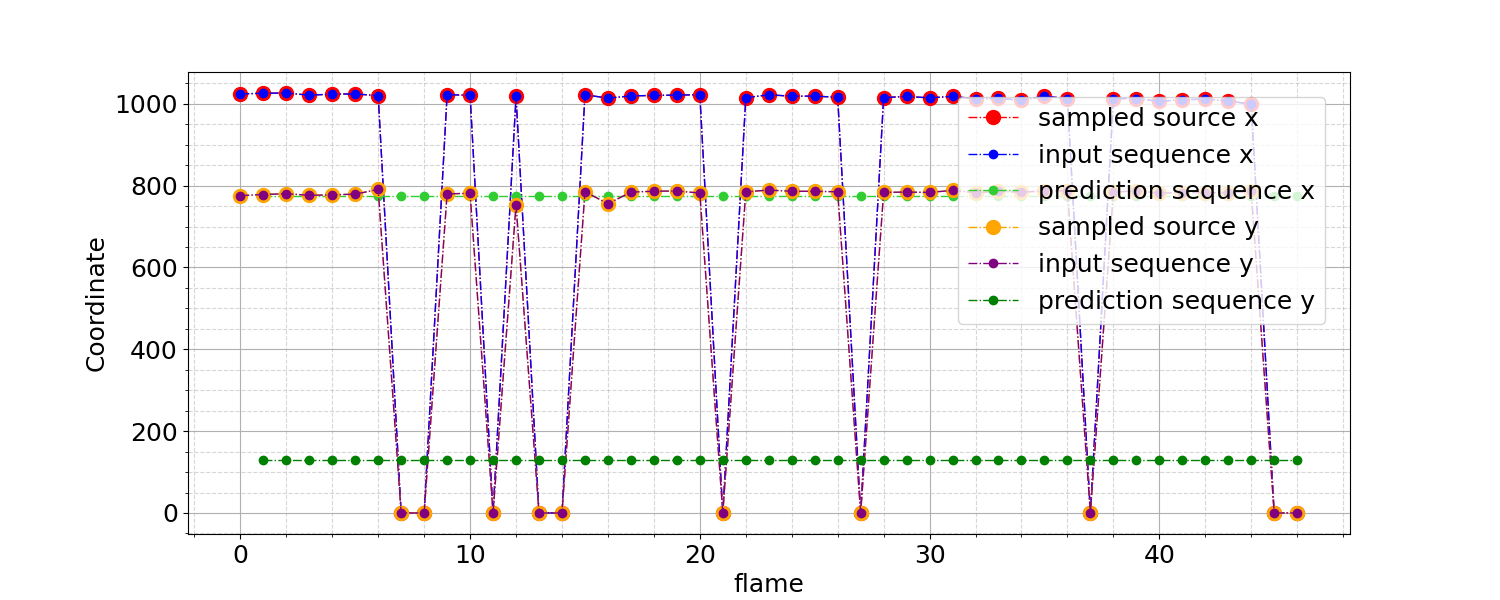 1000
800
600
400
200
0
Coordinate
sampled source x
input sequence x
prediction sequence x
sampled source y
input sequence y
prediction sequence y
0 10 20 30 40
flame